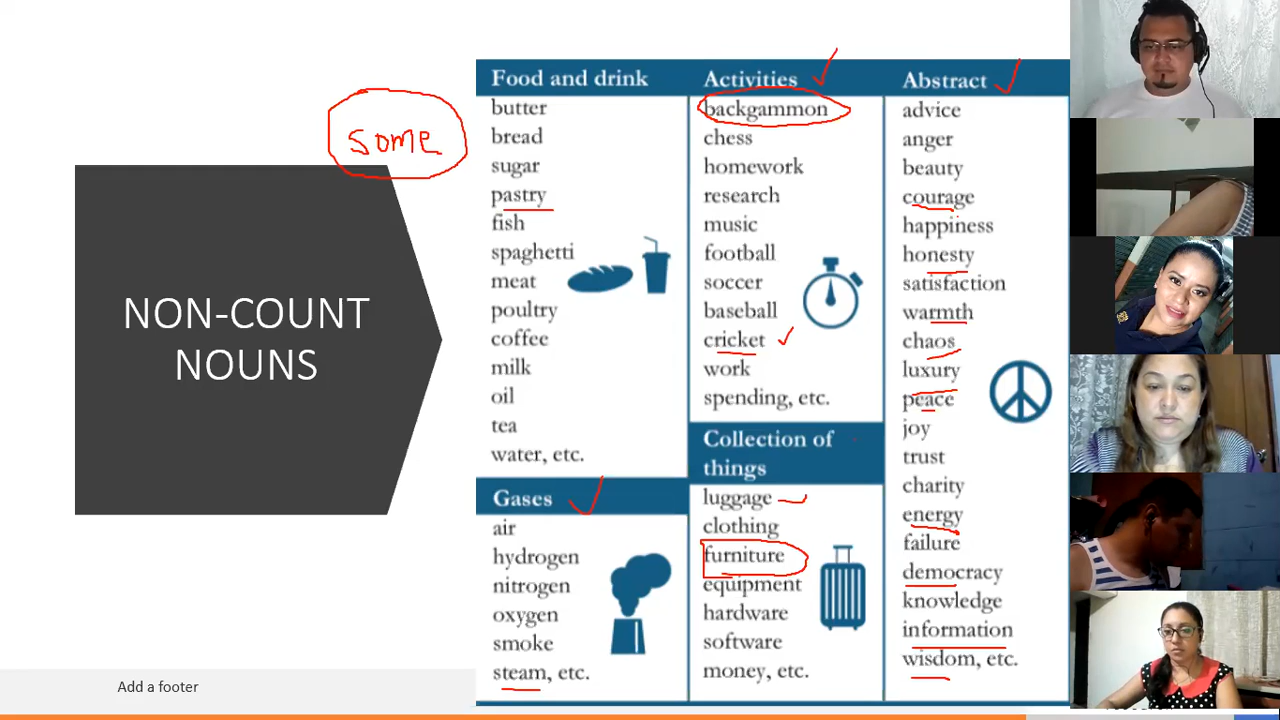 some
NON-COUNT
NOUNS
Food and drink
butter
bread
sugar
pastry
fish
spaghetti
meat
poultry
coffee
milk
oil
tea
water, etc.
Gases
air
hydrogen
nitrogen
oxygen
smoke
steam, etc.
Activities
backgammon
chess
homework
research
music
football
soccer
baseball
cricket
work
spending, etc.
Collection of
things
luggage
clothing
furniture
equipment
hardware
software
money, etc.
Abstract
advice
anger
beauty
courage
happiness
honesty
satisfaction
warmth
chaos
luxury
peace
joy
trust
charity
energy
failure
democracy
knowledge
information
wisdom, etc.
Add a footer